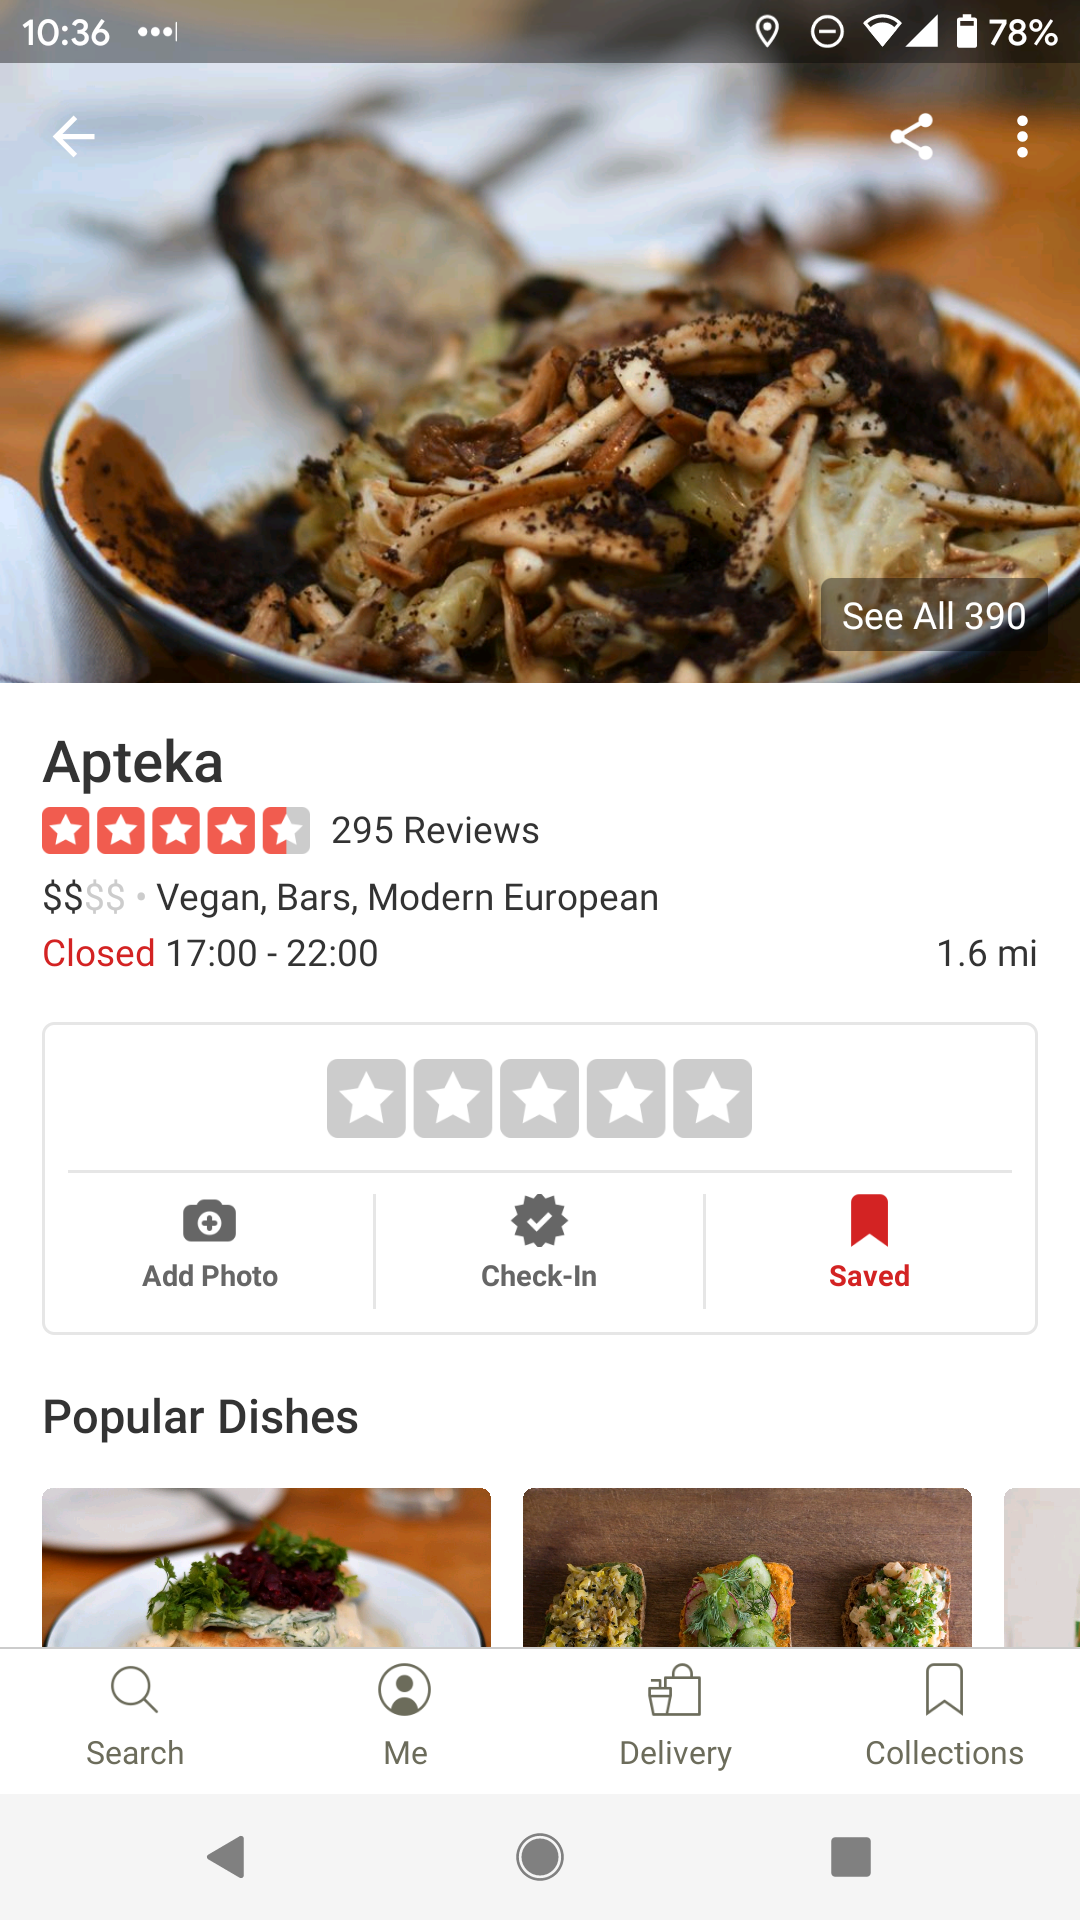 10:36
78%
See All 390
Apteka
295 Reviews
$$$$ • Vegan, Bars, Modern European
Closed 17:00 - 22:00
1.6 mi
Add Photo
Check-In
Saved
Popular Dishes
Search
Me
Delivery
Collections